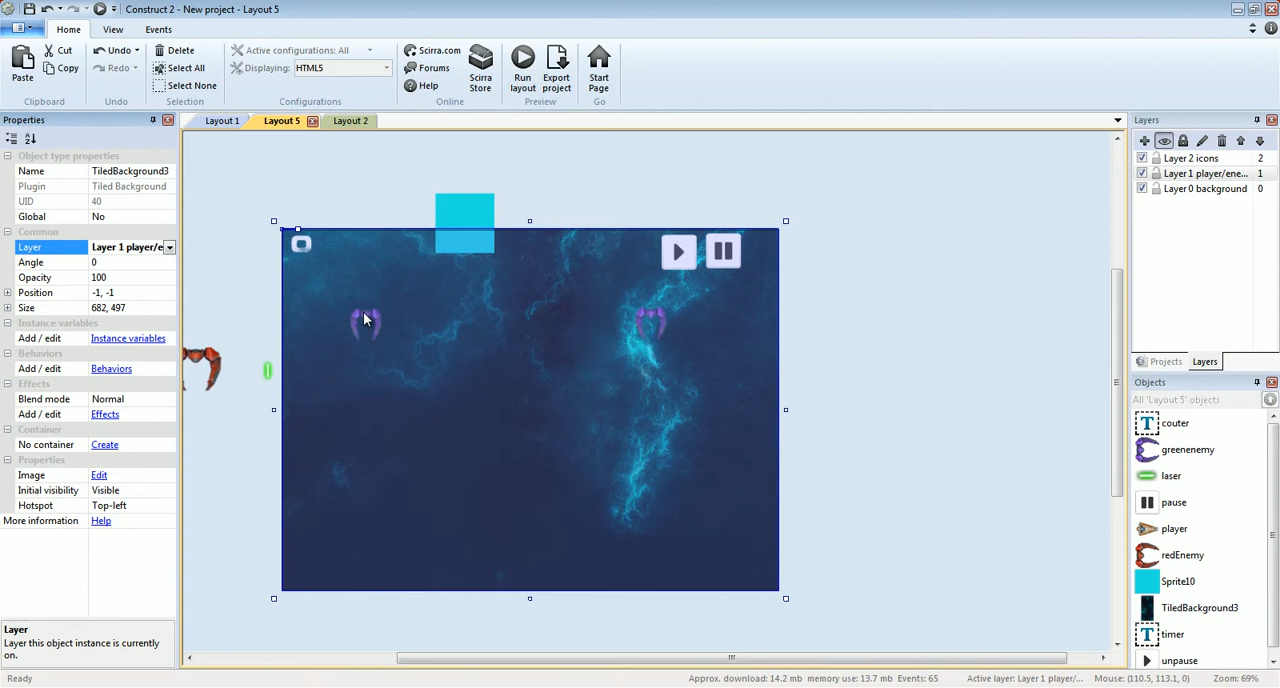 Construct 2 - New project - Layout 5
Home
View
Events
Paste
Cut
Copy
Clipboard
Undo
Redo
Undo
Delete
Select All
Select None
Selection
Active configurations: All
Displaying: HTML5
Configurations
Scirra.com
Forums
Help
Online
Scirra Store
Run layout
Export project
Preview
Start Page
Go
Properties
Layout 1
Layout 5
Layout 2
Object type properties
Name TiledBackground3
Plugin Tiled Background
UID 40
Global No
Common
Layer Layer 1 player/e
Angle 0
Opacity 100
Position -1, -1
Size 682, 497
Instance variables
Add / edit Instance variables
Behaviors
Add / edit Behaviors
Effects
Blend mode Normal
Add / edit Effects
Container
No container Create
Properties
Image Edit
Initial visibility Visible
Hotspot Top-left
More information Help
Layer
Layer this object instance is currently
on.
Layers
Layer 2 icons 2
Layer 1 player/ene... 1
Layer 0 background 0
Projects
Layers
Objects
All 'Layout 5' objects
T couter
greenenemy
laser
pause
player
redEnemy
Sprite10
TiledBackground3
T timer
unpause
Ready
Approx. download: 14.2 mb memory use: 13.7 mb Events: 65
Active layer: Layer 1 player/...
Mouse: (110.5, 113.1, 0)
Zoom: 69%